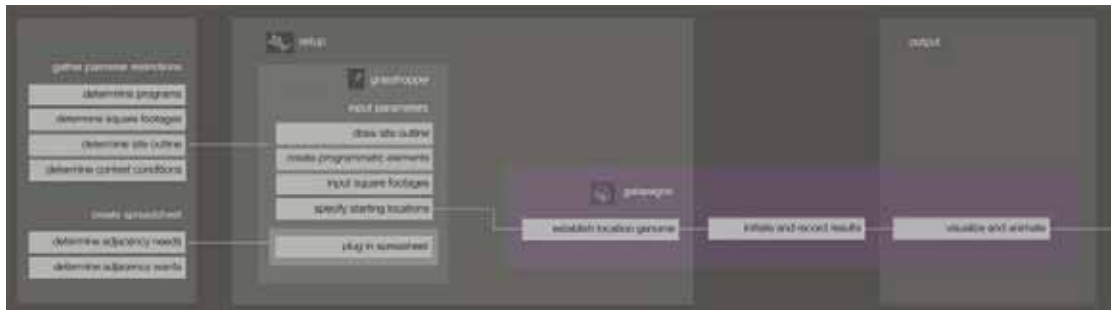 gather parcel restrictions
determine programs
determine square footages
determine site outline
determine context conditions
create spreadsheet
determine adjacency needs
determine adjacency wants
setup
grasshopper
input parameters
draw site outline
create programmatic elements
input square footages
specify starting locations
plug in spreadsheet
galapagos
establish location genome
initiate and record results
output
visualize and animate